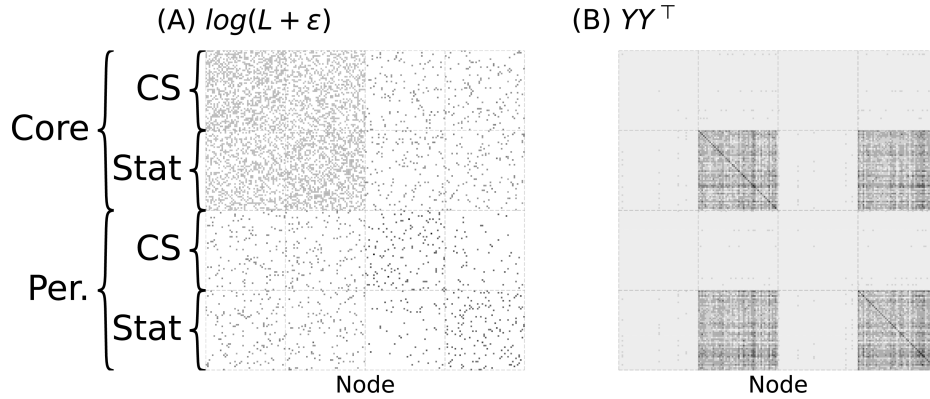 (A) log(L + ε)
(B) YY⊤
Core
CS
Stat
Per.
CS
Stat
Node
Node